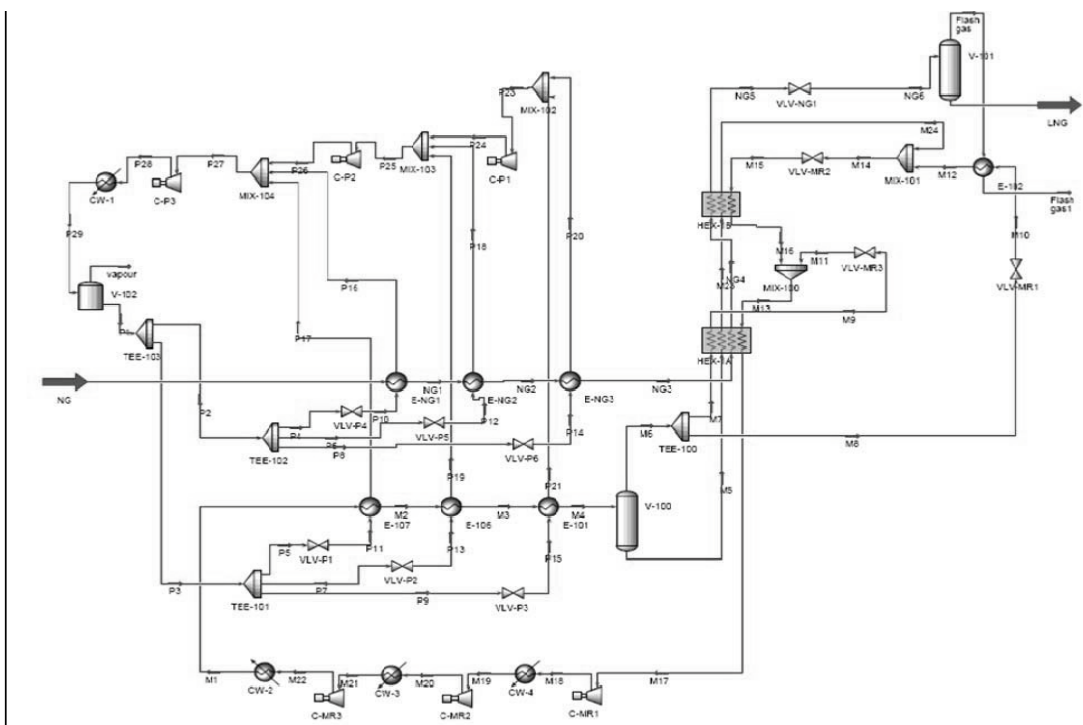 Flash
gas
V-101
NG5
VLV-NG1
NG6
LNG
M24
M15
VLV-MR2
M14
MIX-101
M12
E-102
Flash
gas1
M10
VLV-MR1
HEX-1B
M16
M11
VLV-MR3
MIX-100
M13
M9
NG4
M23
HEX-1A
P23
MIX-102
P24
C-P1
P25
MIX-103
C-P2
P26
MIX-104
P27
P28
C-P3
CW-1
P29
vapour
V-102
P1
TEE-103
P20
P18
P16
P17
NG
E-NG1
NG1
E-NG2
NG2
E-NG3
NG3
P2
P4
VLV-P4
P10
VLV-P5
P12
VLV-P6
P14
P8
TEE-102
M7
M6
TEE-100
M8
M5
V-100
P19
P21
E-107
M2
E-106
M3
E-101
M4
P11
P13
P15
P5
VLV-P1
VLV-P2
P7
VLV-P3
P9
P3
TEE-101
M1
CW-2
M22
C-MR3
M21
CW-3
M20
C-MR2
M19
CW-4
M18
C-MR1
M17